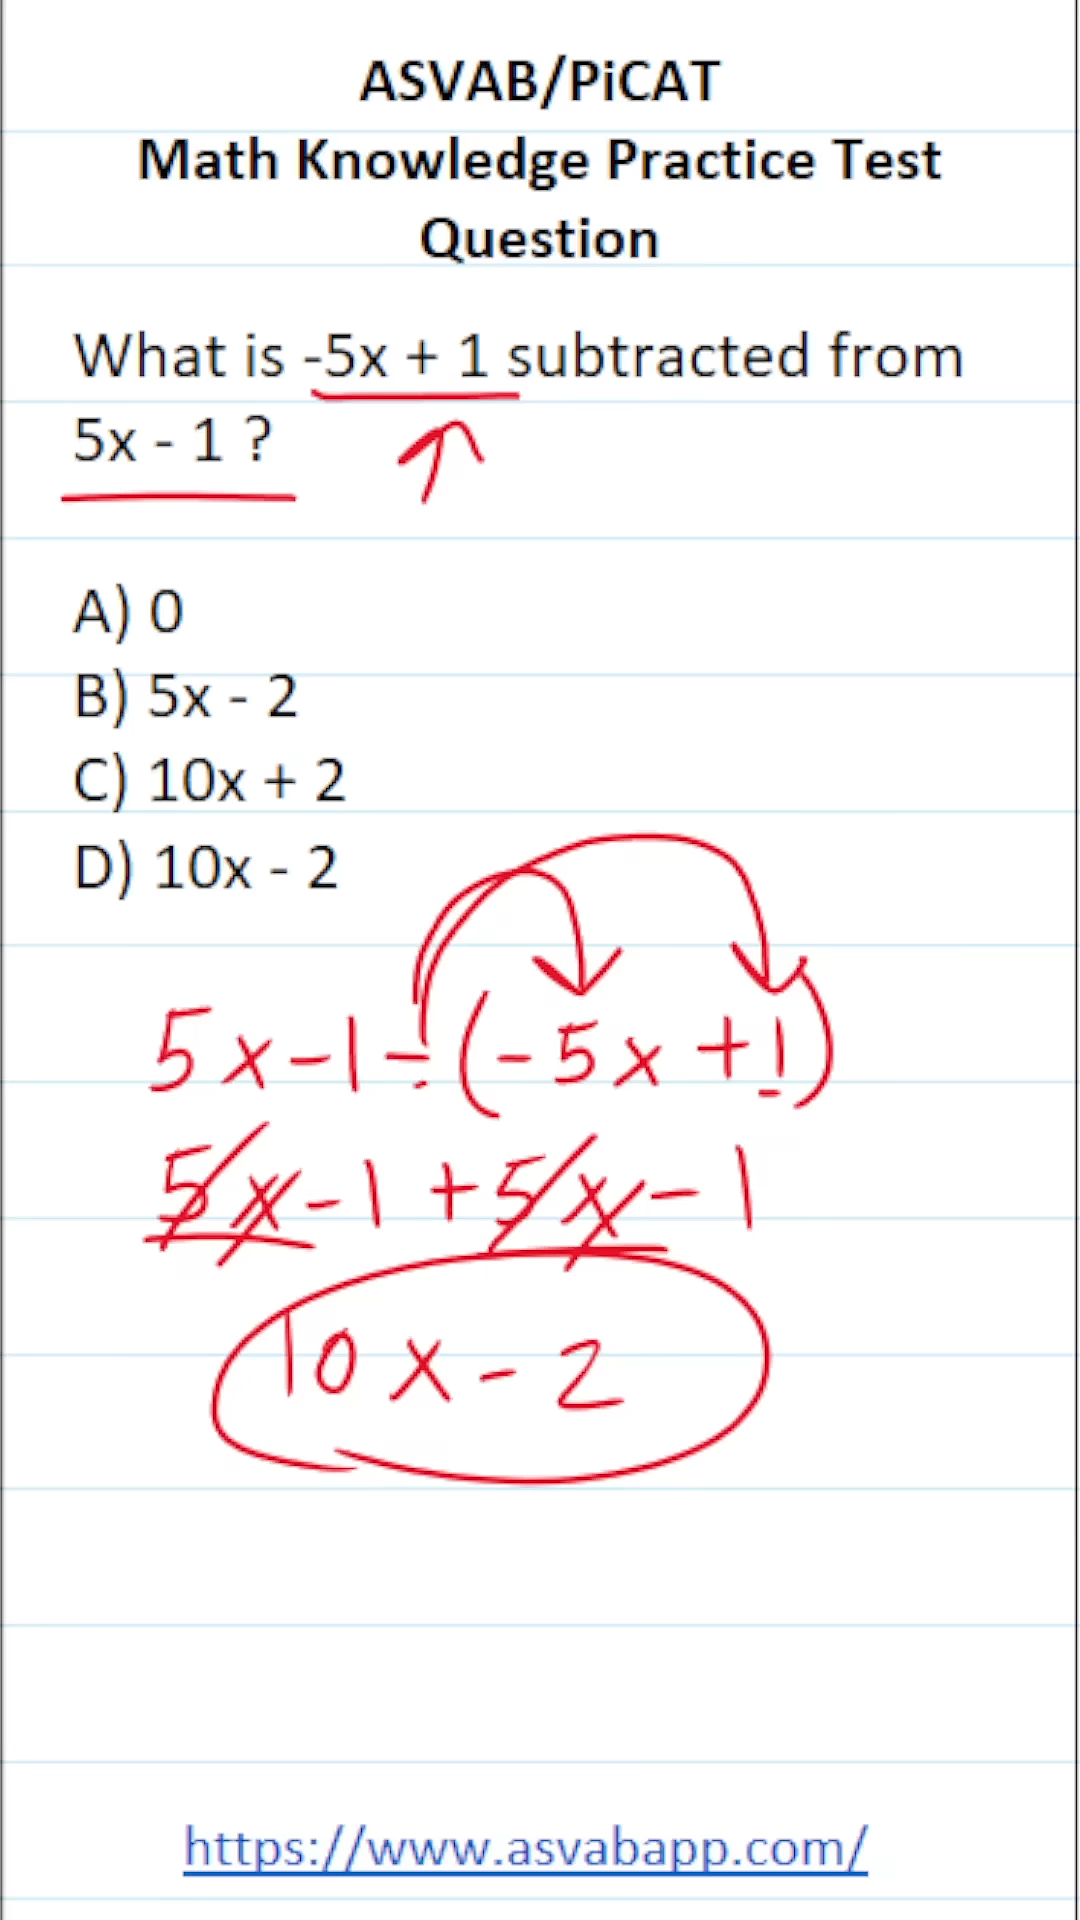 ASVAB/PiCAT
Math Knowledge Practice Test
Question
What is -5x + 1 subtracted from
5x - 1 ?
A) 0
B) 5x - 2
C) 10x + 2
D) 10x - 2
5x-1-(-5x+1)
5x-1+5x-1
10x-2
https://www.asvabapp.com/